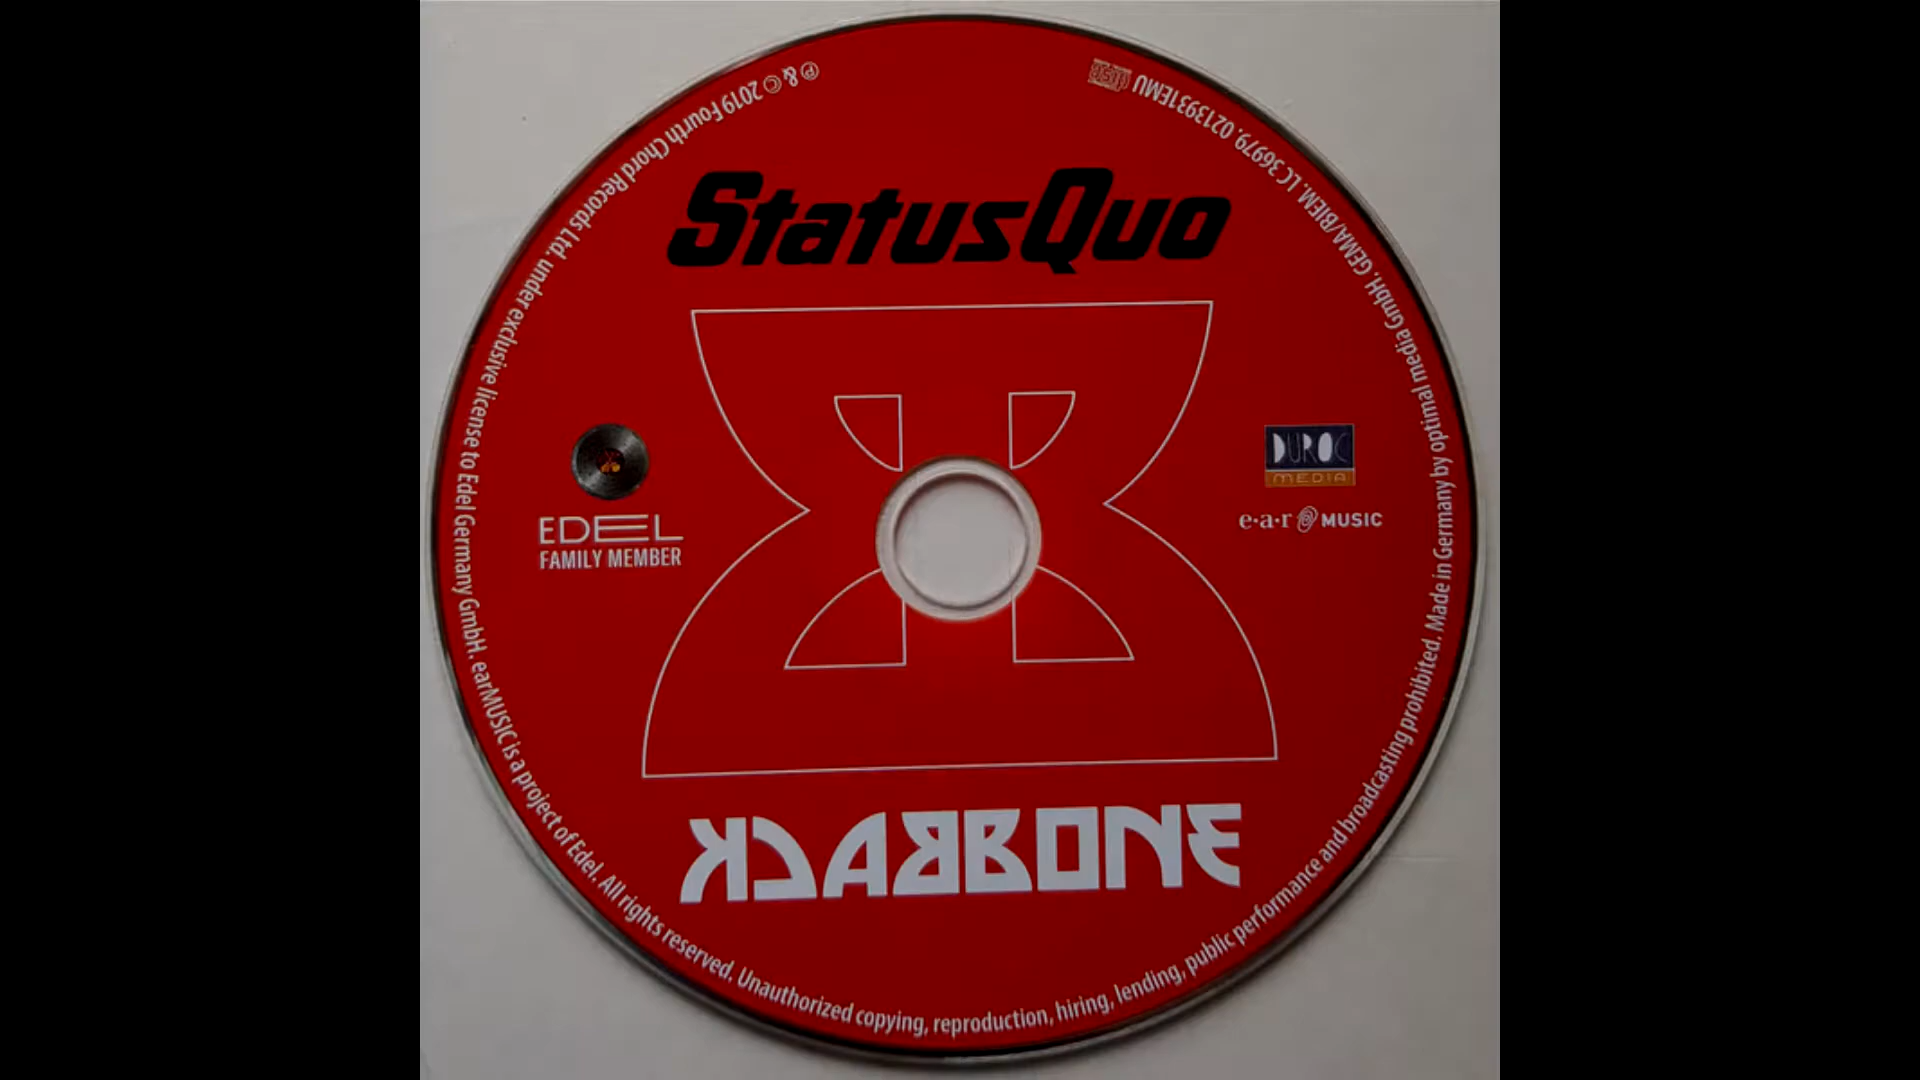 StatusQuo
EDEL
FAMILY MEMBER
DUROC
MEDIA
e·a·r MUSIC
BACKBONE
℗ & © 2019 Fourth Chord Records Ltd. under exclusive license to Edel Germany GmbH. earMUSIC is a project of Edel. All rights reserved. Unauthorized copying, reproduction, hiring, lending, public performance and broadcasting prohibited. Made in Germany by optimal media GmbH. GEMA/BIEM. LC 36979. 0213931EMU